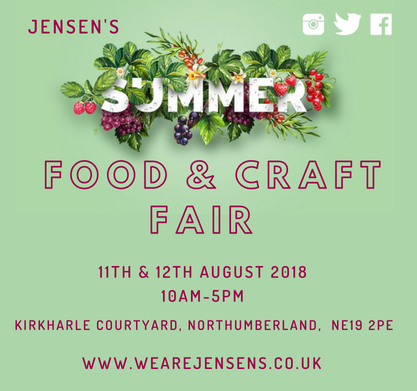 JENSEN'S
SUMMER
FOOD & CRAFT
FAIR
11TH & 12TH AUGUST 2018
10AM-5PM
KIRKHARLE COURTYARD, NORTHUMBERLAND, NE19 2PE
WWW.WEAREJENSENS.CO.UK